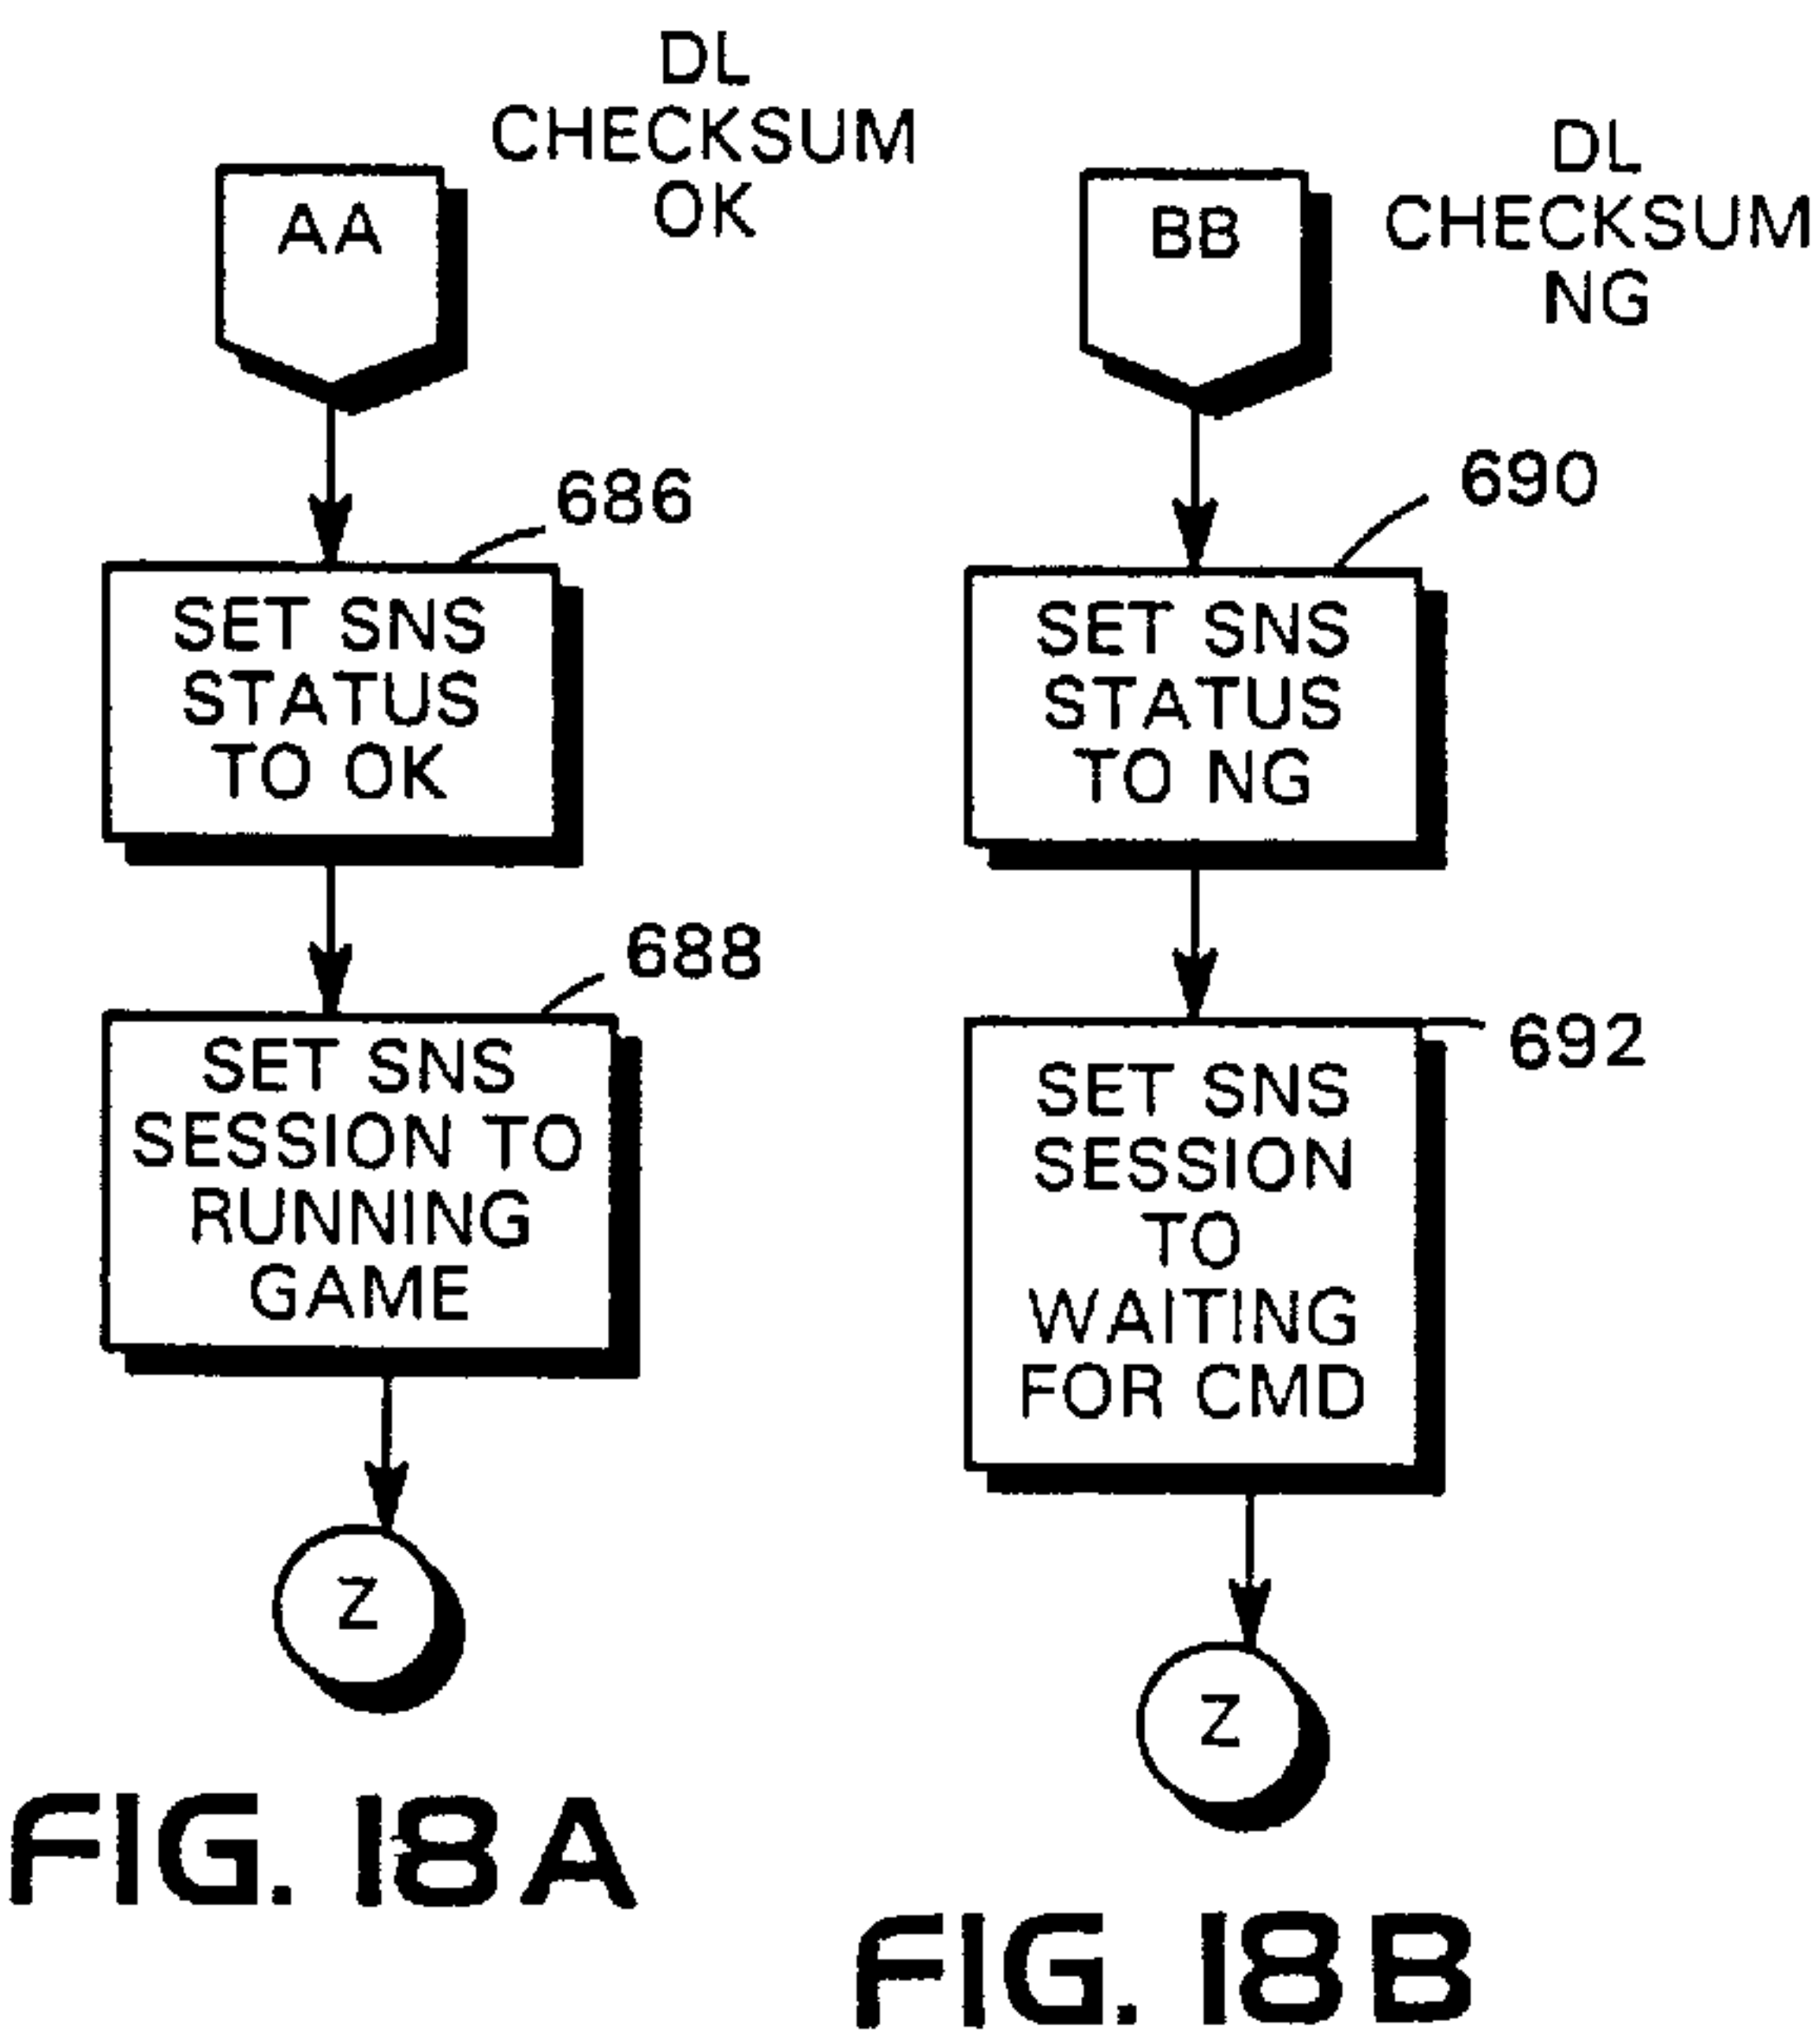 DL
CHECKSUM
OK
AA
686
SET SNS
STATUS
TO OK
688
SET SNS
SESSION TO
RUNNING
GAME
Z
FIG. 18A
DL
CHECKSUM
NG
BB
690
SET SNS
STATUS
TO NG
692
SET SNS
SESSION
TO
WAITING
FOR CMD
Z
FIG. 18B